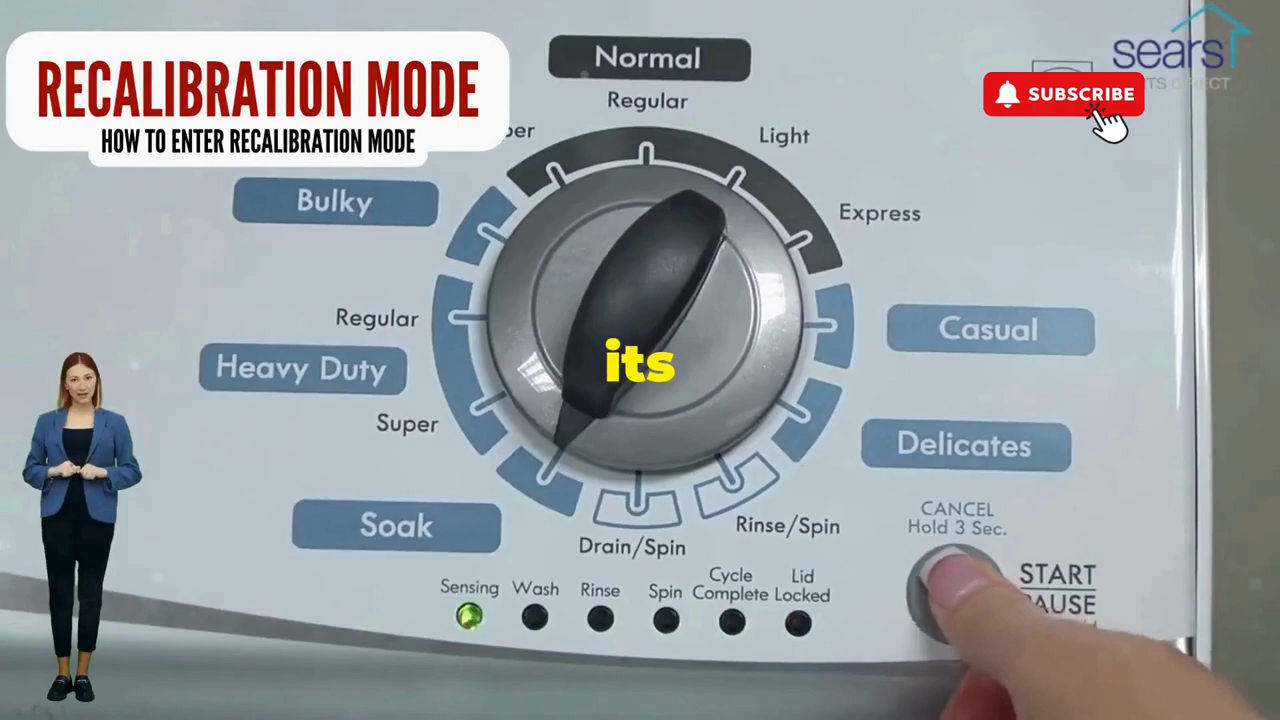 RECALIBRATION MODE
HOW TO ENTER RECALIBRATION MODE
sears
SUBSCRIBE
Normal
Regular
Light
Bulky
Express
Regular
Casual
its
Heavy Duty
Super
Delicates
CANCEL
Hold 3 Sec.
Soak
Rinse/Spin
Drain/Spin
Sensing
Wash
Rinse
Spin
Cycle
Complete
Lid
Locked
START